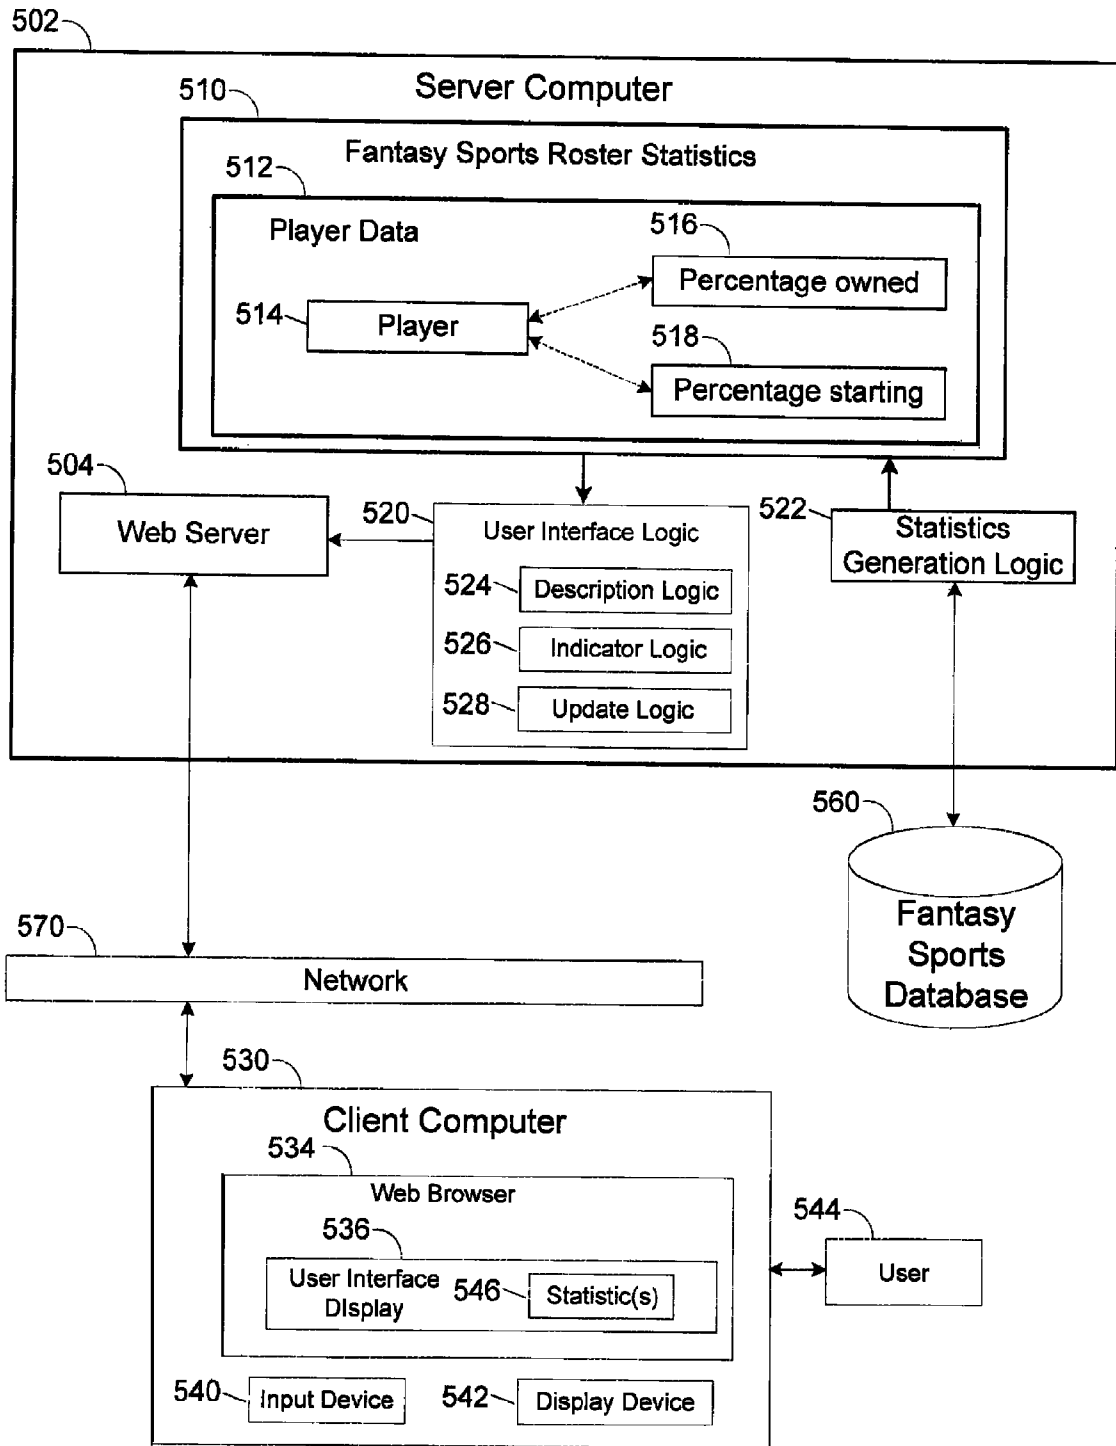 502
Server Computer
510
Fantasy Sports Roster Statistics
512
Player Data
516
Percentage owned
514
Player
518
Percentage starting
504
Web Server
520
User Interface Logic
522
Statistics
Generation Logic
524
Description Logic
526
Indicator Logic
528
Update Logic
560
Fantasy
Sports
Database
570
Network
530
Client Computer
534
Web Browser
536
User Interface
DIsplay
546
Statistic(s)
544
User
540
Input Device
542
Display Device